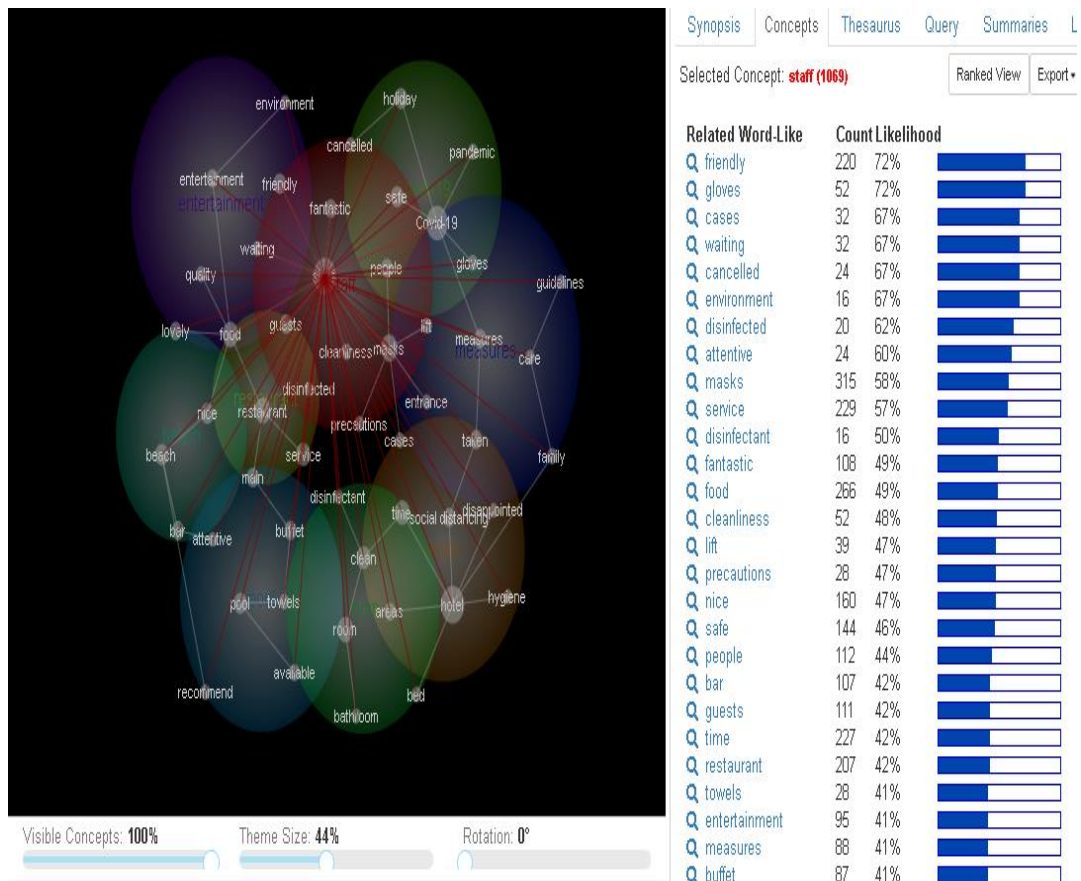 Synopsis Concepts Thesaurus Query Summaries L
Selected Concept: staff (1069) Ranked View Export
Related Word-Like Count Likelihood
friendly 220 72%
gloves 52 72%
cases 32 67%
waiting 32 67%
cancelled 24 67%
environment 16 67%
disinfected 20 62%
attentive 24 60%
masks 315 58%
service 229 57%
disinfectant 16 50%
fantastic 108 49%
food 266 49%
cleanliness 52 48%
lift 39 47%
precautions 28 47%
nice 160 47%
safe 144 46%
people 112 44%
bar 107 42%
guests 111 42%
time 227 42%
restaurant 207 42%
towels 28 41%
entertainment 95 41%
measures 88 41%
buffet 87 41%
holiday
environment
cancelled
pandemic
entertainment
friendly
safe
entertainment
fantastic
Covid-19
waiting
quality
people
gloves
staff
guidelines
lovely
food
guests
lift
measures
cleanliness
masks
measures
care
disinfected
nice
restaurant
entrance
precautions
cases
taken
beach
service
family
main
disinfectant
time
social distancing
disappointed
bar
attentive
buffet
clean
pool
towels
areas
hotel
hygiene
room
available
recommend
bathroom
bed
Visible Concepts: 100% Theme Size: 44% Rotation: 0°